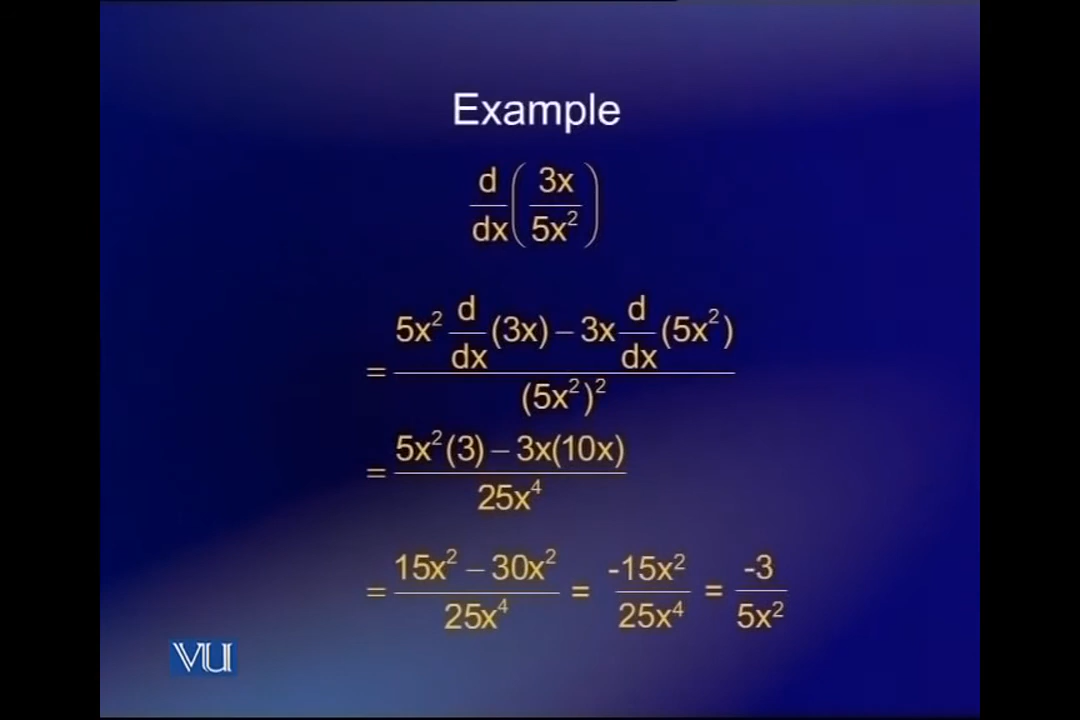 Example
d/dx(3x/5x²)
= (5x² d/dx(3x) – 3x d/dx(5x²))/(5x²)²
= (5x²(3) – 3x(10x))/25x⁴
= (15x² – 30x²)/25x⁴ = -15x²/25x⁴ = -3/5x²
VU